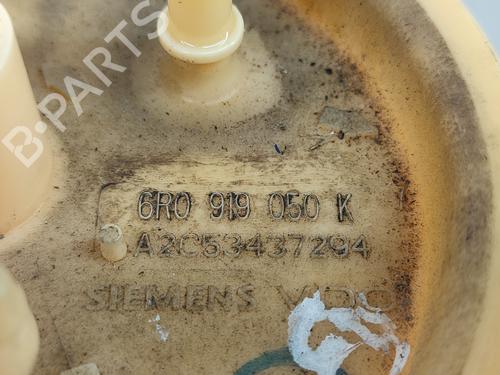 B-PARTS
6R0 919 050 K
A2C53437294
SIEMENS VDO